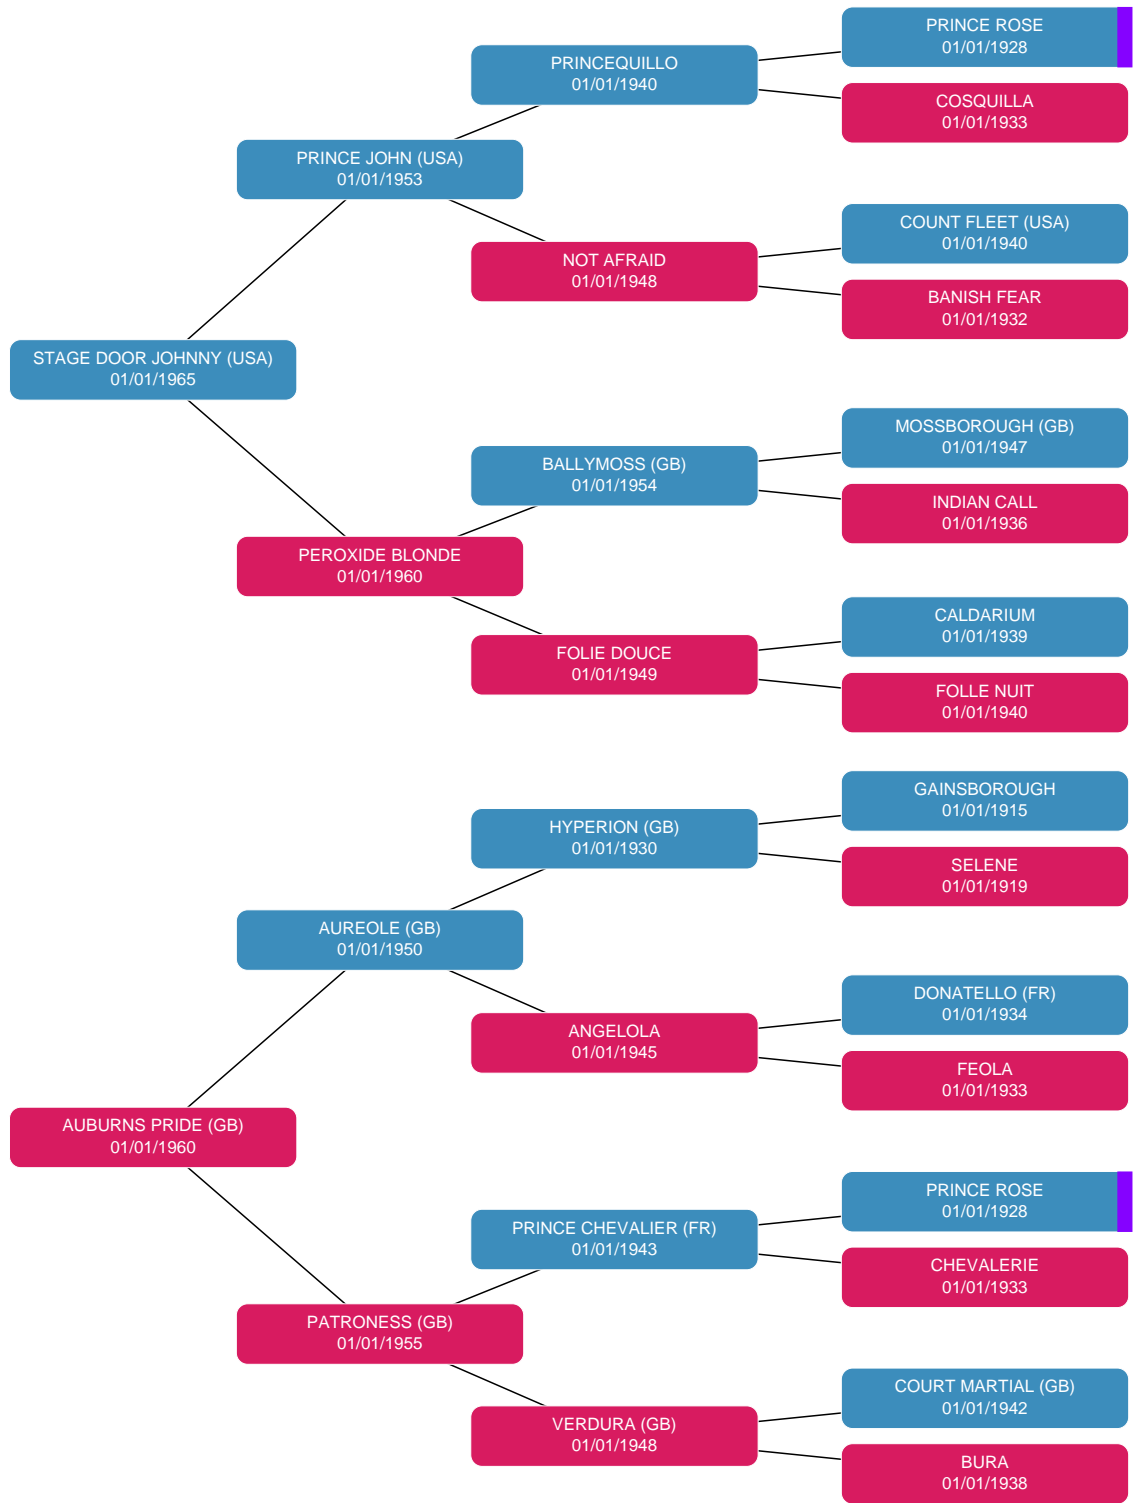 PRINCE ROSE
01/01/1928
PRINCEQUILLO
01/01/1940
COSQUILLA
01/01/1933
PRINCE JOHN (USA)
01/01/1953
COUNT FLEET (USA)
01/01/1940
NOT AFRAID
01/01/1948
BANISH FEAR
01/01/1932
STAGE DOOR JOHNNY (USA)
01/01/1965
MOSSBOROUGH (GB)
01/01/1947
BALLYMOSS (GB)
01/01/1954
INDIAN CALL
01/01/1936
PEROXIDE BLONDE
01/01/1960
CALDARIUM
01/01/1939
FOLIE DOUCE
01/01/1949
FOLLE NUIT
01/01/1940
GAINSBOROUGH
01/01/1915
HYPERION (GB)
01/01/1930
SELENE
01/01/1919
AUREOLE (GB)
01/01/1950
DONATELLO (FR)
01/01/1934
ANGELOLA
01/01/1945
FEOLA
01/01/1933
AUBURNS PRIDE (GB)
01/01/1960
PRINCE ROSE
01/01/1928
PRINCE CHEVALIER (FR)
01/01/1943
CHEVALERIE
01/01/1933
PATRONESS (GB)
01/01/1955
COURT MARTIAL (GB)
01/01/1942
VERDURA (GB)
01/01/1948
BURA
01/01/1938